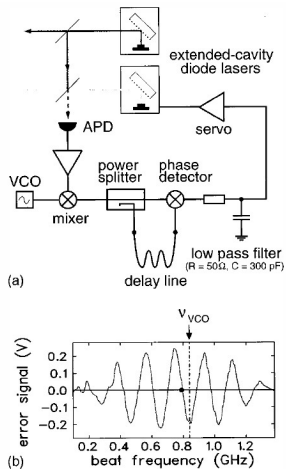 extended-cavity
diode lasers
APD
servo
VCO
power
splitter
phase
detector
mixer
low pass filter
(R = 50Ω, C = 300 pF)
delay line
(a)
νVCO
error signal (V)
0.2
0.1
0.0
-0.1
-0.2
0.2 0.4 0.6 0.8 1.0 1.2
beat frequency (GHz)
(b)